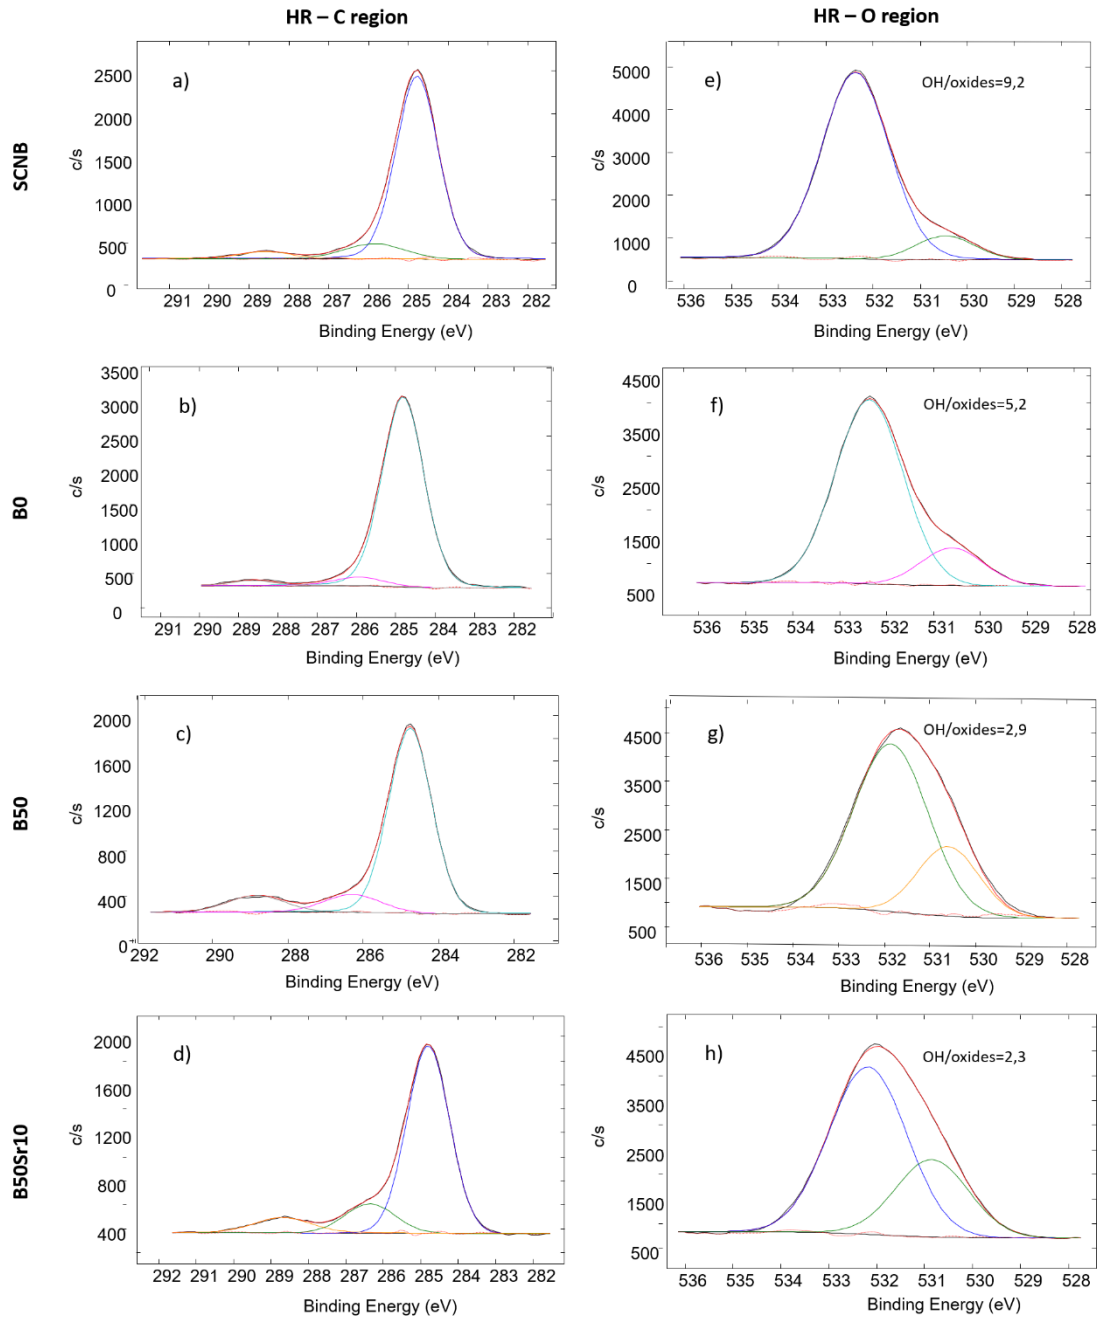 HR – C region
HR – O region
SCNB
a)
c/s
2500
2000
1500
1000
500
0
291 290 289 288 287 286 285 284 283 282
Binding Energy (eV)
e)
OH/oxides=9,2
c/s
5000
4000
3000
2000
1000
0
536 535 534 533 532 531 530 529 528
Binding Energy (eV)
B0
b)
c/s
3500
3000
2500
2000
1500
1000
500
0
291 290 289 288 287 286 285 284 283 282
Binding Energy (eV)
f)
OH/oxides=5,2
c/s
4500
3500
2500
1500
500
536 535 534 533 532 531 530 529 528
Binding Energy (eV)
B50
c)
c/s
2000
1600
1200
800
400
0
292 290 288 286 284 282
Binding Energy (eV)
g)
OH/oxides=2,9
c/s
4500
3500
2500
1500
500
536 535 534 533 532 531 530 529 528
Binding Energy (eV)
B50Sr10
d)
c/s
2000
1600
1200
800
400
292 291 290 289 288 287 286 285 284 283 282
Binding Energy (eV)
h)
OH/oxides=2,3
c/s
4500
3500
2500
1500
500
536 535 534 533 532 531 530 529 528
Binding Energy (eV)